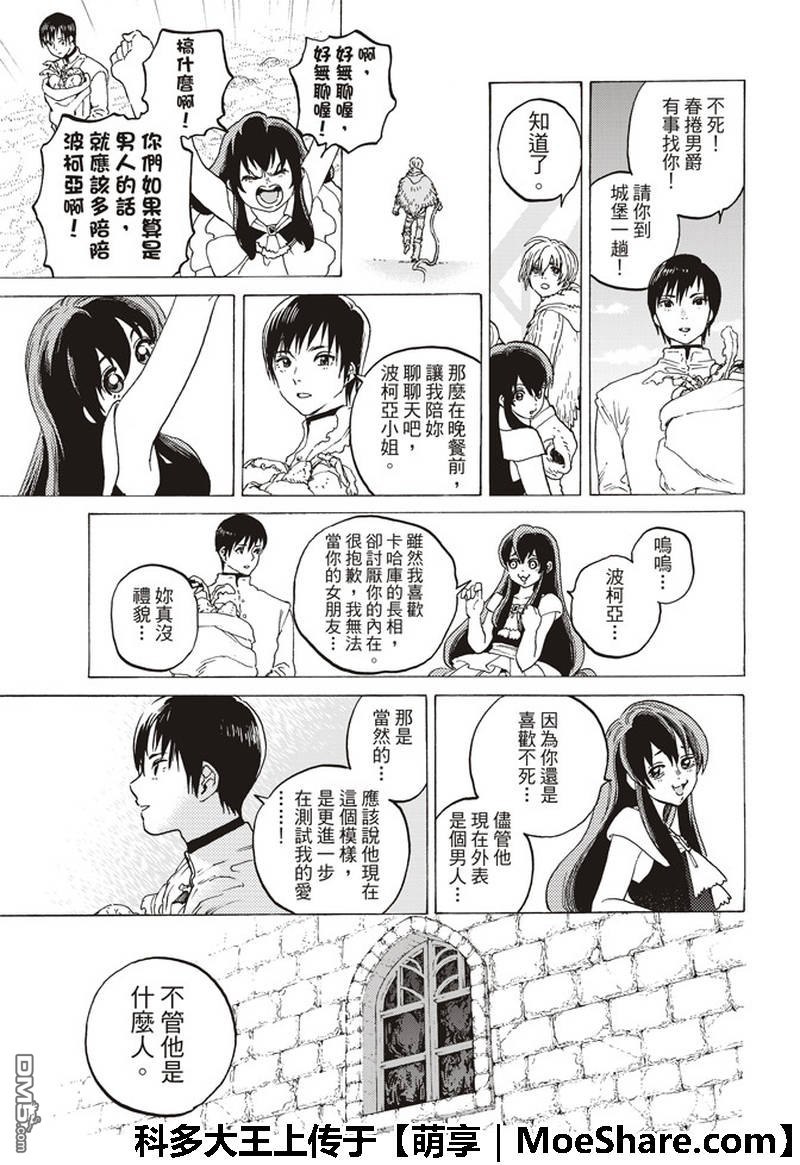 不死！
春捲男爵
有事找你！
請你到
城堡一趟！
知道了。
啊，
好無聊喔，
好無聊喔！
搞什麼啊！
你們如果算是
男人的話，
就應該多陪陪
波柯亞啊！
那麼在晚餐前，
讓我陪妳
聊聊天吧，
波柯亞小姐。
嗚嗚…
波柯亞…
雖然我喜歡
卡哈庫的長相，
卻討厭你的內在。
很抱歉，我無法
當你的女朋友…
妳真沒
禮貌…
因為你還是
喜歡不死…
儘管他
現在外表
是個男人…
那是
當然的…
應該說他現在
這個模樣，
是更進一步
在測試我的愛
……！
不管他是
什麼人。
DM5.com
科多大王上传于【萌享｜MoeShare.com】